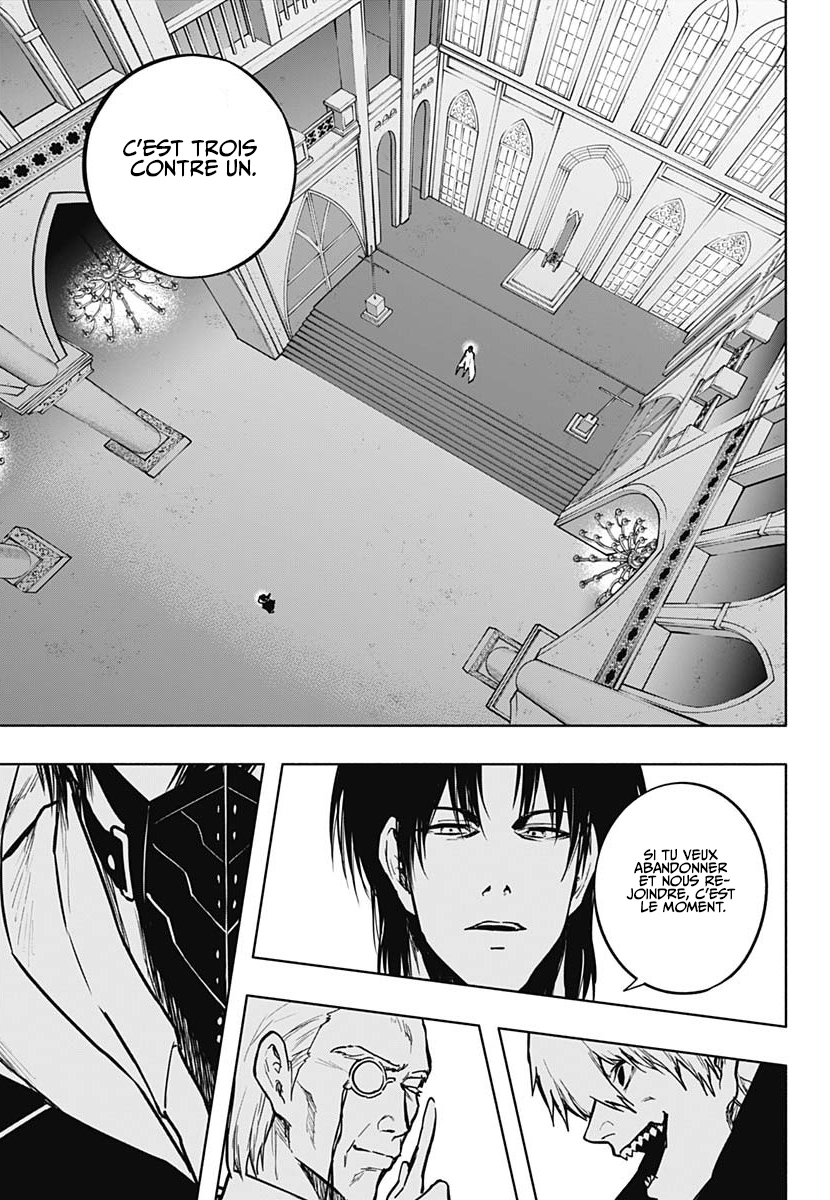 C'EST TROIS
CONTRE UN.
SI TU VEUX
ABANDONNER
ET NOUS RE-
JOINDRE, C'EST
LE MOMENT.